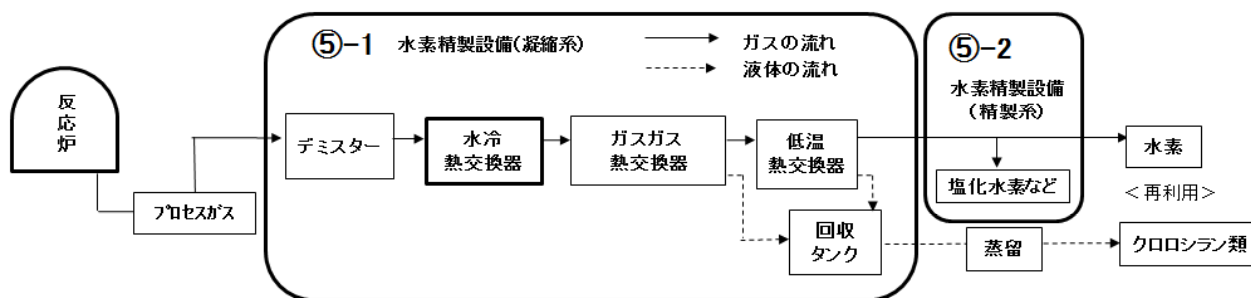 ⑤-1 水素精製設備(凝縮系)
ガスの流れ
液体の流れ
⑤-2
水素精製設備
(精製系)
反応炉
デミスター
水冷
熱交換器
ガスガス
熱交換器
低温
熱交換器
水素
塩化水素など
プロセスガス
<再利用>
回収
タンク
蒸留
クロロシラン類